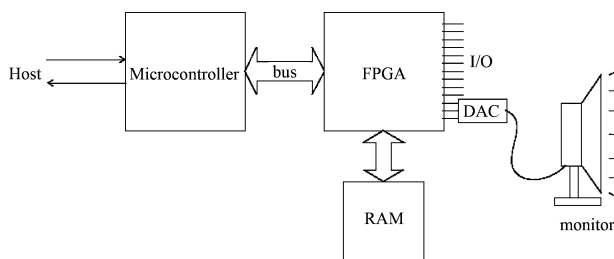 Host
Microcontroller
bus
FPGA
I/O
DAC
RAM
monitor